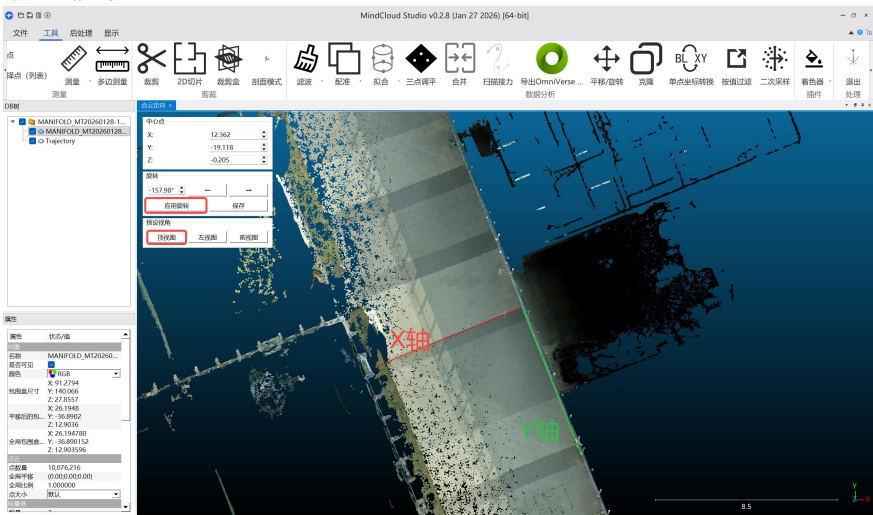 MindCloud Studio v0.2.8 (Jan 27 2026) [64-bit]
文件 工具 后处理 显示
点
择点（列表） 测量 多边测量 裁剪 2D切片 裁剪盒 剖面模式 滤波 配准 拟合 三点调平 合并 扫描接力 导出OmniVerse ... 平移/旋转 克隆 单点坐标转换 按值过滤 二次采样 着色器 退出
BL XY
测量 剪裁 数据分析 插件 处理
DB树 点云定向 ×
MANIFOLD_MT20260128-1...
MANIFOLD_MT20260128...
Trajectory
中心点
X: 12.362
Y: -19.118
Z: -0.205
旋转
-157.98° ← →
应用旋转 保存
预设视角
顶视图 左视图 前视图
X轴
Y轴
属性
属性 状态/值
名称 MANIFOLD_MT20260...
是否可见
颜色 RGB
包围盒尺寸 X: 91.2794
Y: 140.066
Z: 27.8557
平移后的包... X: 26.1948
Y: -36.8902
Z: 12.9036
全局包围盒... X: 26.194780
Y: -36.890152
Z: 12.903596
点云
点数量 10,076,216
全局平移 (0.00;0.00;0.00)
全局比例 1.000000
点大小 默认
8.5
Y
Z X